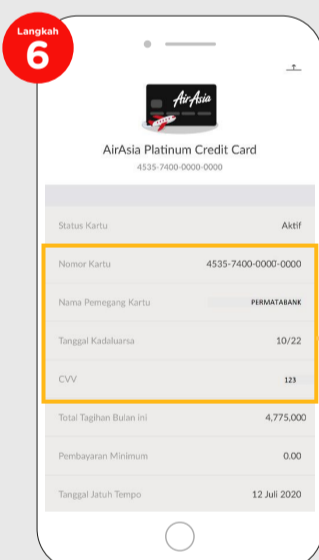 Langkah
6
AirAsia
AirAsia Platinum Credit Card
4535-7400-0000-0000
Status Kartu Aktif
Nomor Kartu 4535-7400-0000-0000
Nama Pemegang Kartu PERMATABANK
Tanggal Kadaluarsa 10/22
CVV 123
Total Tagihan Bulan Ini 4,775,000
Pembayaran Minimum 0.00
Tanggal Jatuh Tempo 12 Juli 2020